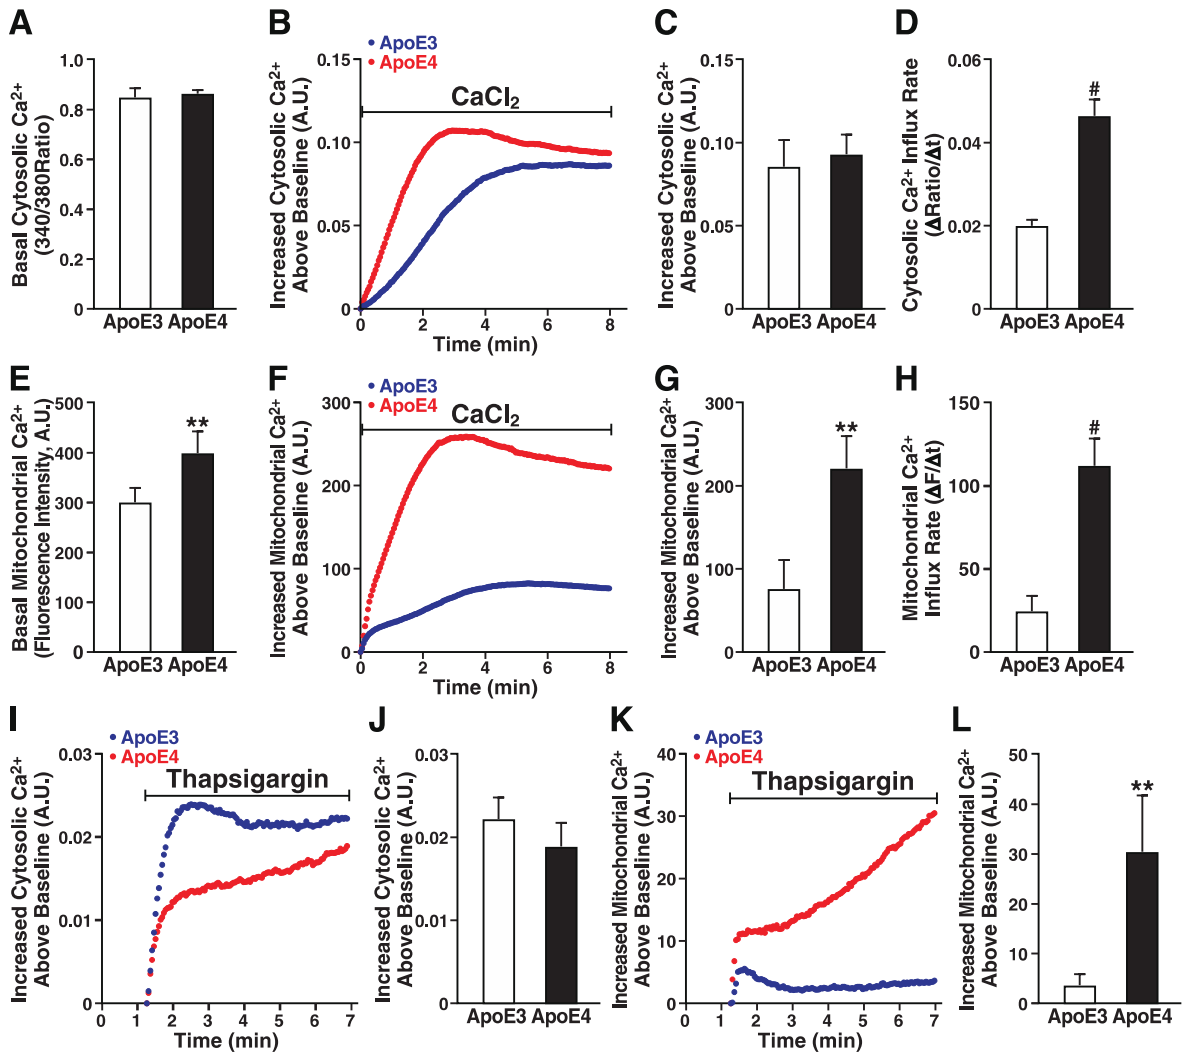 A
Basal Cytosolic Ca2+
(340/380Ratio)
1.0
0.8
0.6
0.4
0.2
0
ApoE3 ApoE4
B
ApoE3
ApoE4
Increased Cytosolic Ca2+
Above Baseline (A.U.)
0.15
0.10
0.05
0
CaCl2
0 2 4 6 8
Time (min)
C
Increased Cytosolic Ca2+
Above Baseline (A.U.)
0.15
0.10
0.05
0
ApoE3 ApoE4
D
Cytosolic Ca2+ Influx Rate
(ΔRatio/Δt)
0.06
0.04
0.02
0
#
ApoE3 ApoE4
E
Basal Mitochondrial Ca2+
(Fluorescence Intensity, A.U.)
500
400
300
200
100
0
**
ApoE3 ApoE4
F
ApoE3
ApoE4
Increased Mitochondrial Ca2+
Above Baseline (A.U.)
300
200
100
0
CaCl2
0 2 4 6 8
Time (min)
G
Increased Mitochondrial Ca2+
Above Baseline (A.U.)
300
200
100
0
**
ApoE3 ApoE4
H
Mitochondrial Ca2+
Influx Rate (ΔF/Δt)
150
100
50
0
#
ApoE3 ApoE4
I
ApoE3
ApoE4
Increased Cytosolic Ca2+
Above Baseline (A.U.)
0.03
0.02
0.01
0
Thapsigargin
0 1 2 3 4 5 6 7
Time (min)
J
Increased Cytosolic Ca2+
Above Baseline (A.U.)
0.03
0.02
0.01
0
ApoE3 ApoE4
K
ApoE3
ApoE4
Increased Mitochondrial Ca2+
Above Baseline (A.U.)
40
30
20
10
0
Thapsigargin
0 1 2 3 4 5 6 7
Time (min)
L
Increased Mitochondrial Ca2+
Above Baseline (A.U.)
50
40
30
20
10
0
**
ApoE3 ApoE4